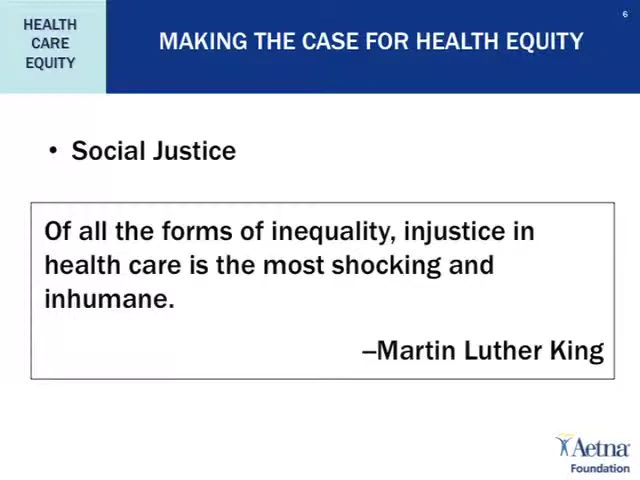 HEALTH
CARE
EQUITY
MAKING THE CASE FOR HEALTH EQUITY
6
• Social Justice
Of all the forms of inequality, injustice in
health care is the most shocking and
inhumane.
–Martin Luther King
Aetna
Foundation